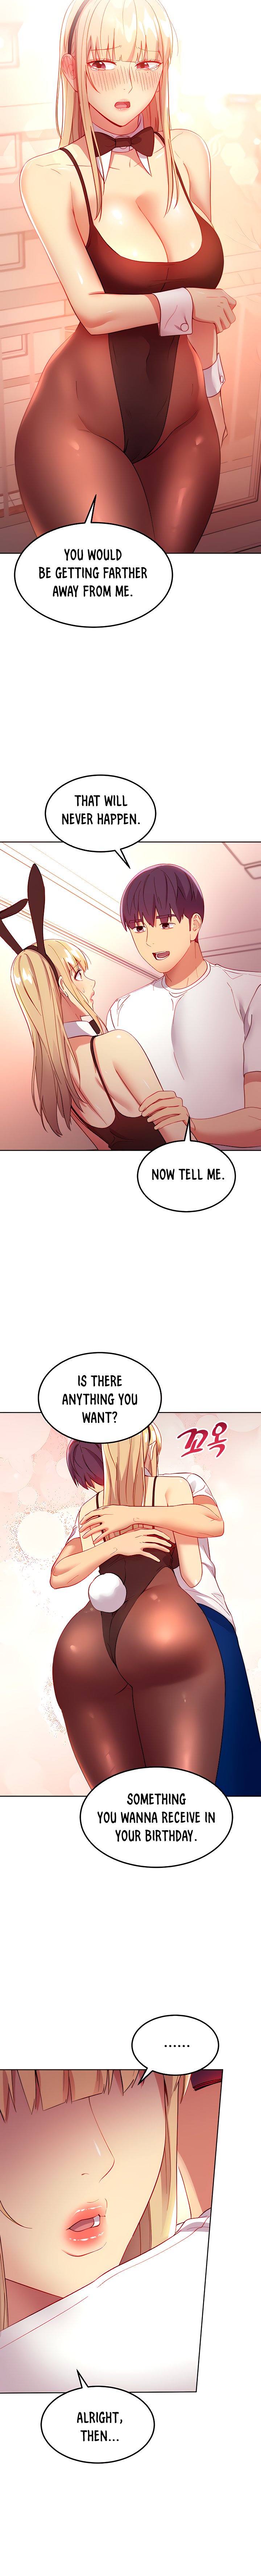 YOU WOULD
BE GETTING FARTHER
AWAY FROM ME.
THAT WILL
NEVER HAPPEN.
NOW TELL ME.
IS THERE
ANYTHING YOU
WANT?
꼬옥
SOMETHING
YOU WANNA RECEIVE IN
YOUR BIRTHDAY.
......
ALRIGHT,
THEN...